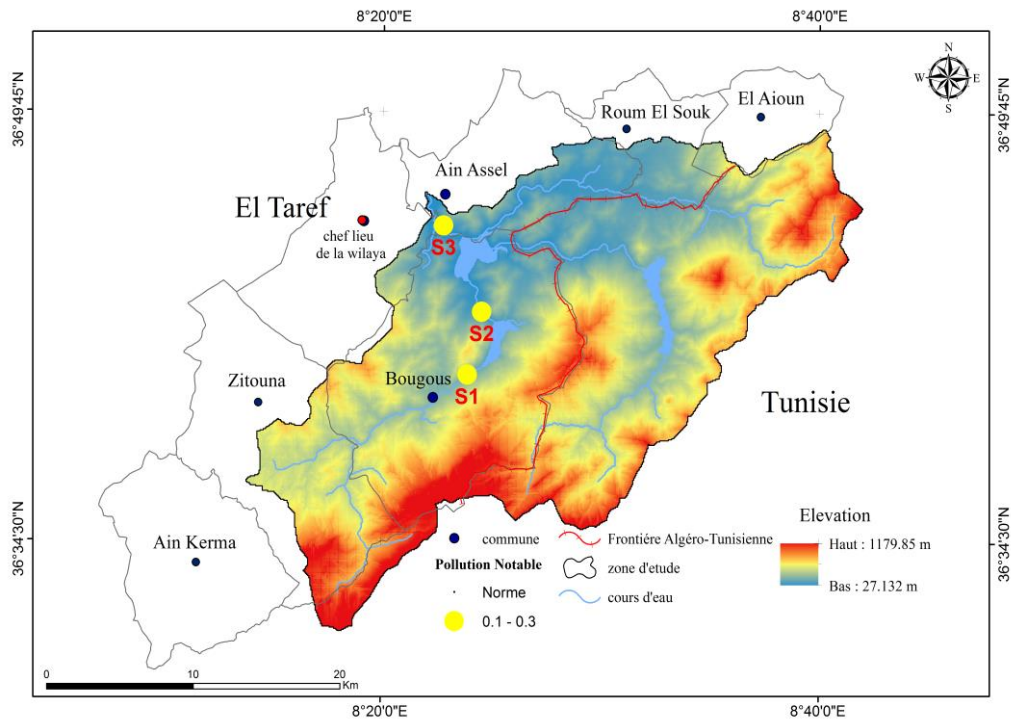 8°20'0"E
8°40'0"E
36°49'45"N
36°49'45"N
N
W
E
S
El Aioun
Roum El Souk
Ain Assel
El Taref
chef lieu
de la wilaya
S3
S2
Bougous
S1
Zitouna
Tunisie
Ain Kerma
36°34'30"N
36°34'30"N
commune
Pollution Notable
Norme
0.1 - 0.3
Frontiére Algéro-Tunisienne
zone d'etude
cours d'eau
Elevation
Haut : 1179.85 m
Bas : 27.132 m
0
10
20
Km
8°20'0"E
8°40'0"E